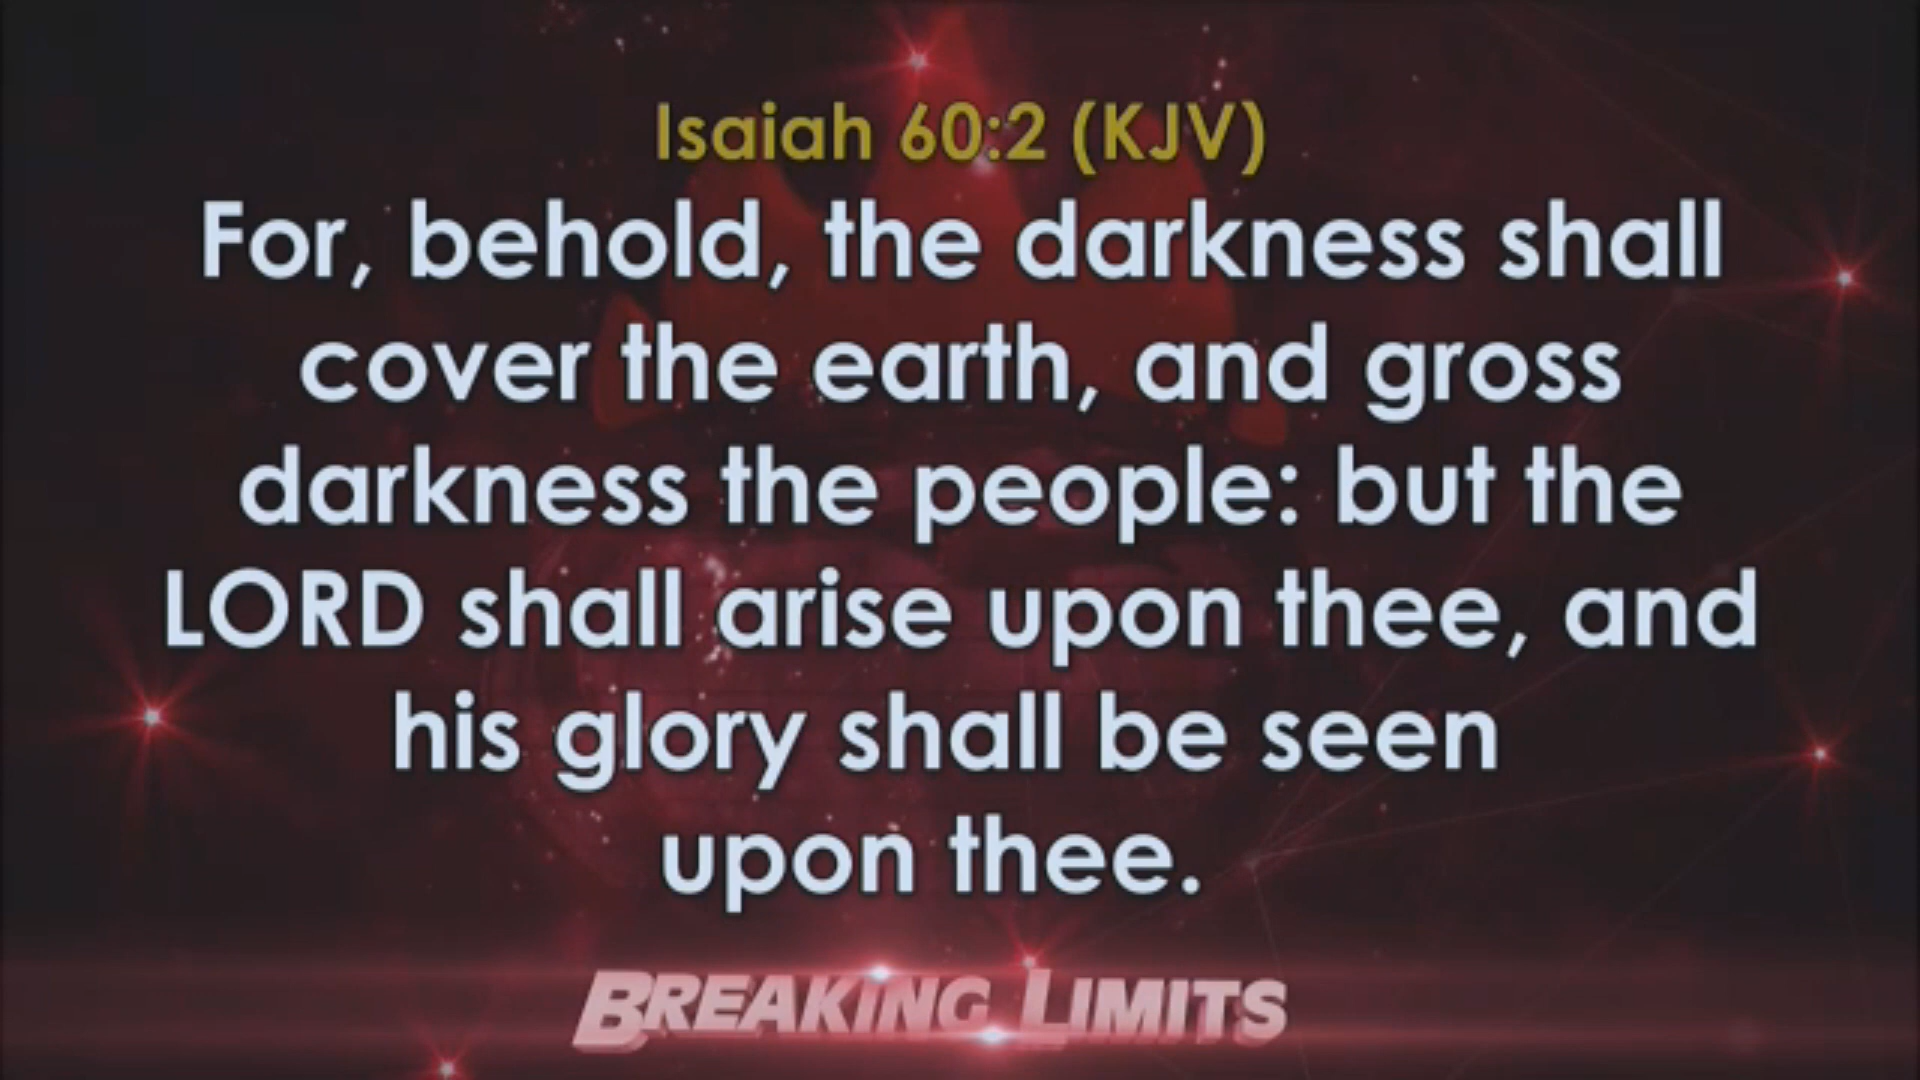 Isaiah 60:2 (KJV)
For, behold, the darkness shall
cover the earth, and gross
darkness the people: but the
LORD shall arise upon thee, and
his glory shall be seen
upon thee.
BREAKING LIMITS